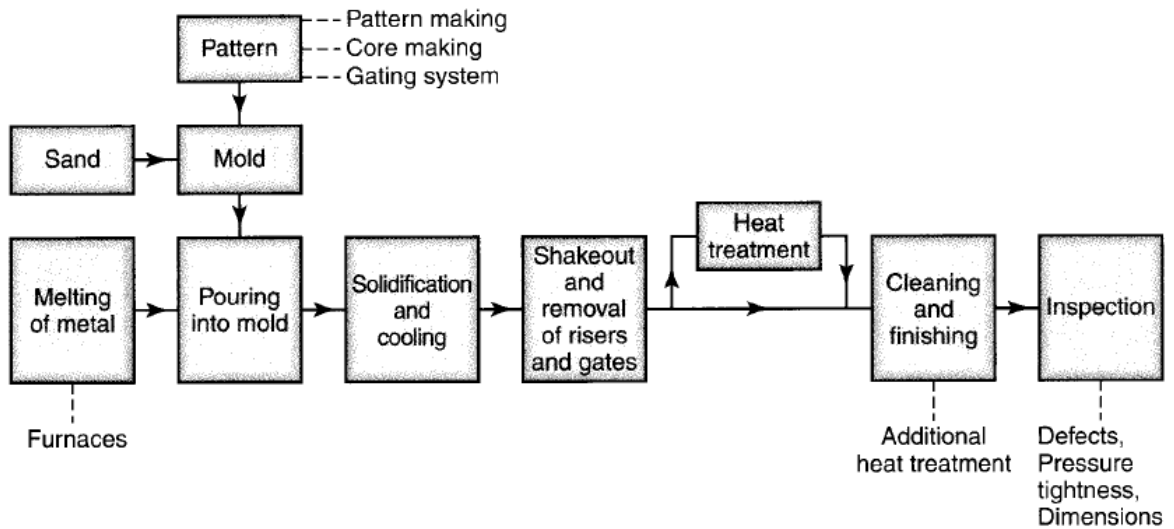 Pattern
Pattern making
Core making
Gating system
Sand
Mold
Melting
of metal
Pouring
into mold
Solidification
and
cooling
Shakeout
and
removal
of risers
and gates
Heat
treatment
Cleaning
and
finishing
Inspection
Furnaces
Additional
heat treatment
Defects,
Pressure
tightness,
Dimensions